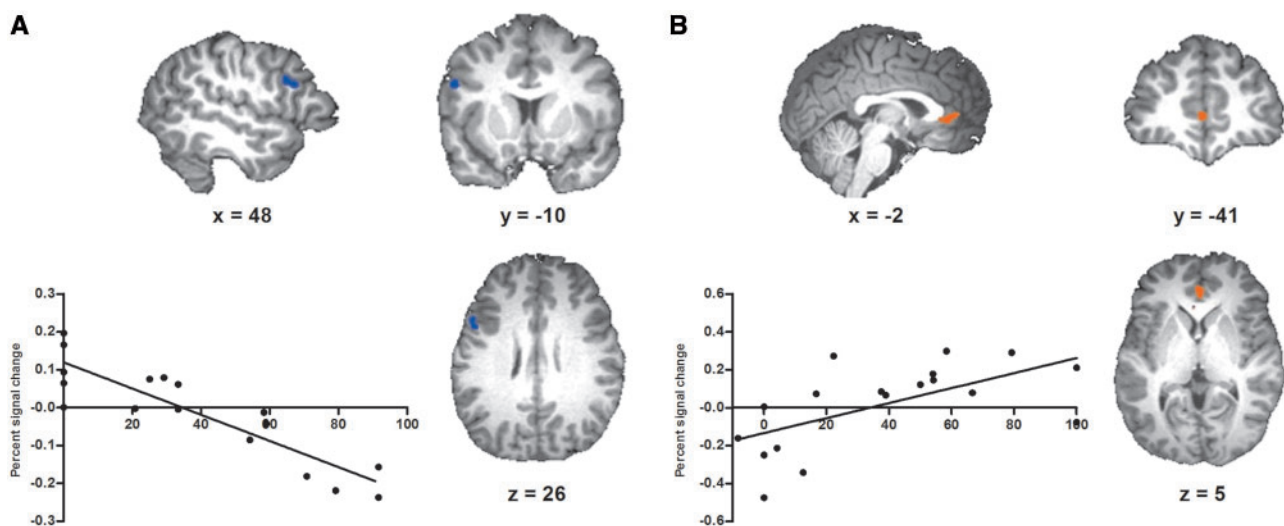 A
x = 48
y = -10
0.3
0.2
0.1
-0.0
-0.1
-0.2
-0.3
20
40
60
80
100
Percent signal change
z = 26
B
x = -2
y = -41
0.6
0.4
0.2
0.0
-0.2
-0.4
-0.6
0
20
40
60
80
100
Percent signal change
z = 5